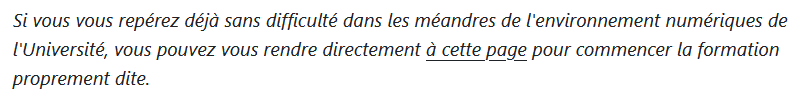 Si vous vous repérez déjà sans difficulté dans les méandres de l'environnement numériques de
l'Université, vous pouvez vous rendre directement à cette page pour commencer la formation
proprement dite.